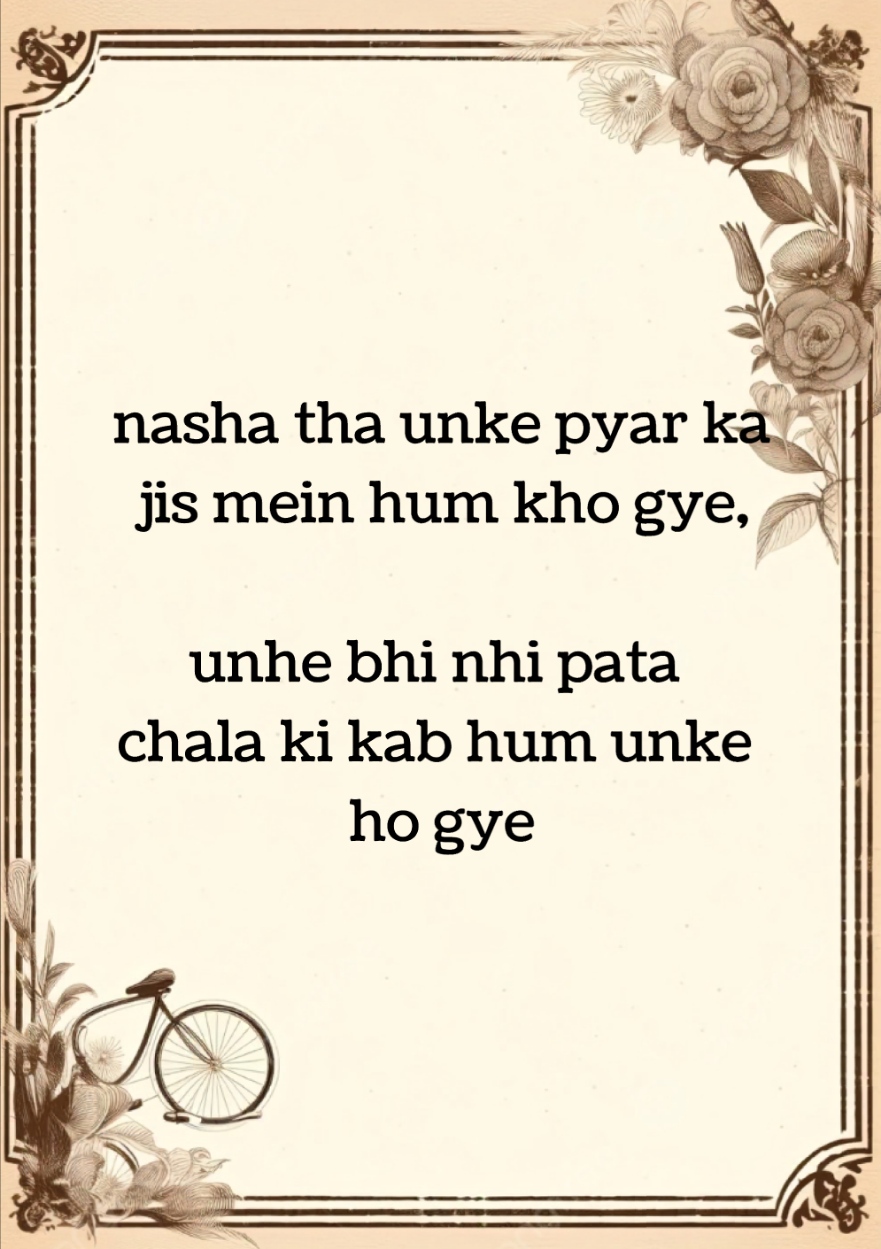 nasha tha unke pyar ka
jis mein hum kho gye,
unhe bhi nhi pata
chala ki kab hum unke
ho gye